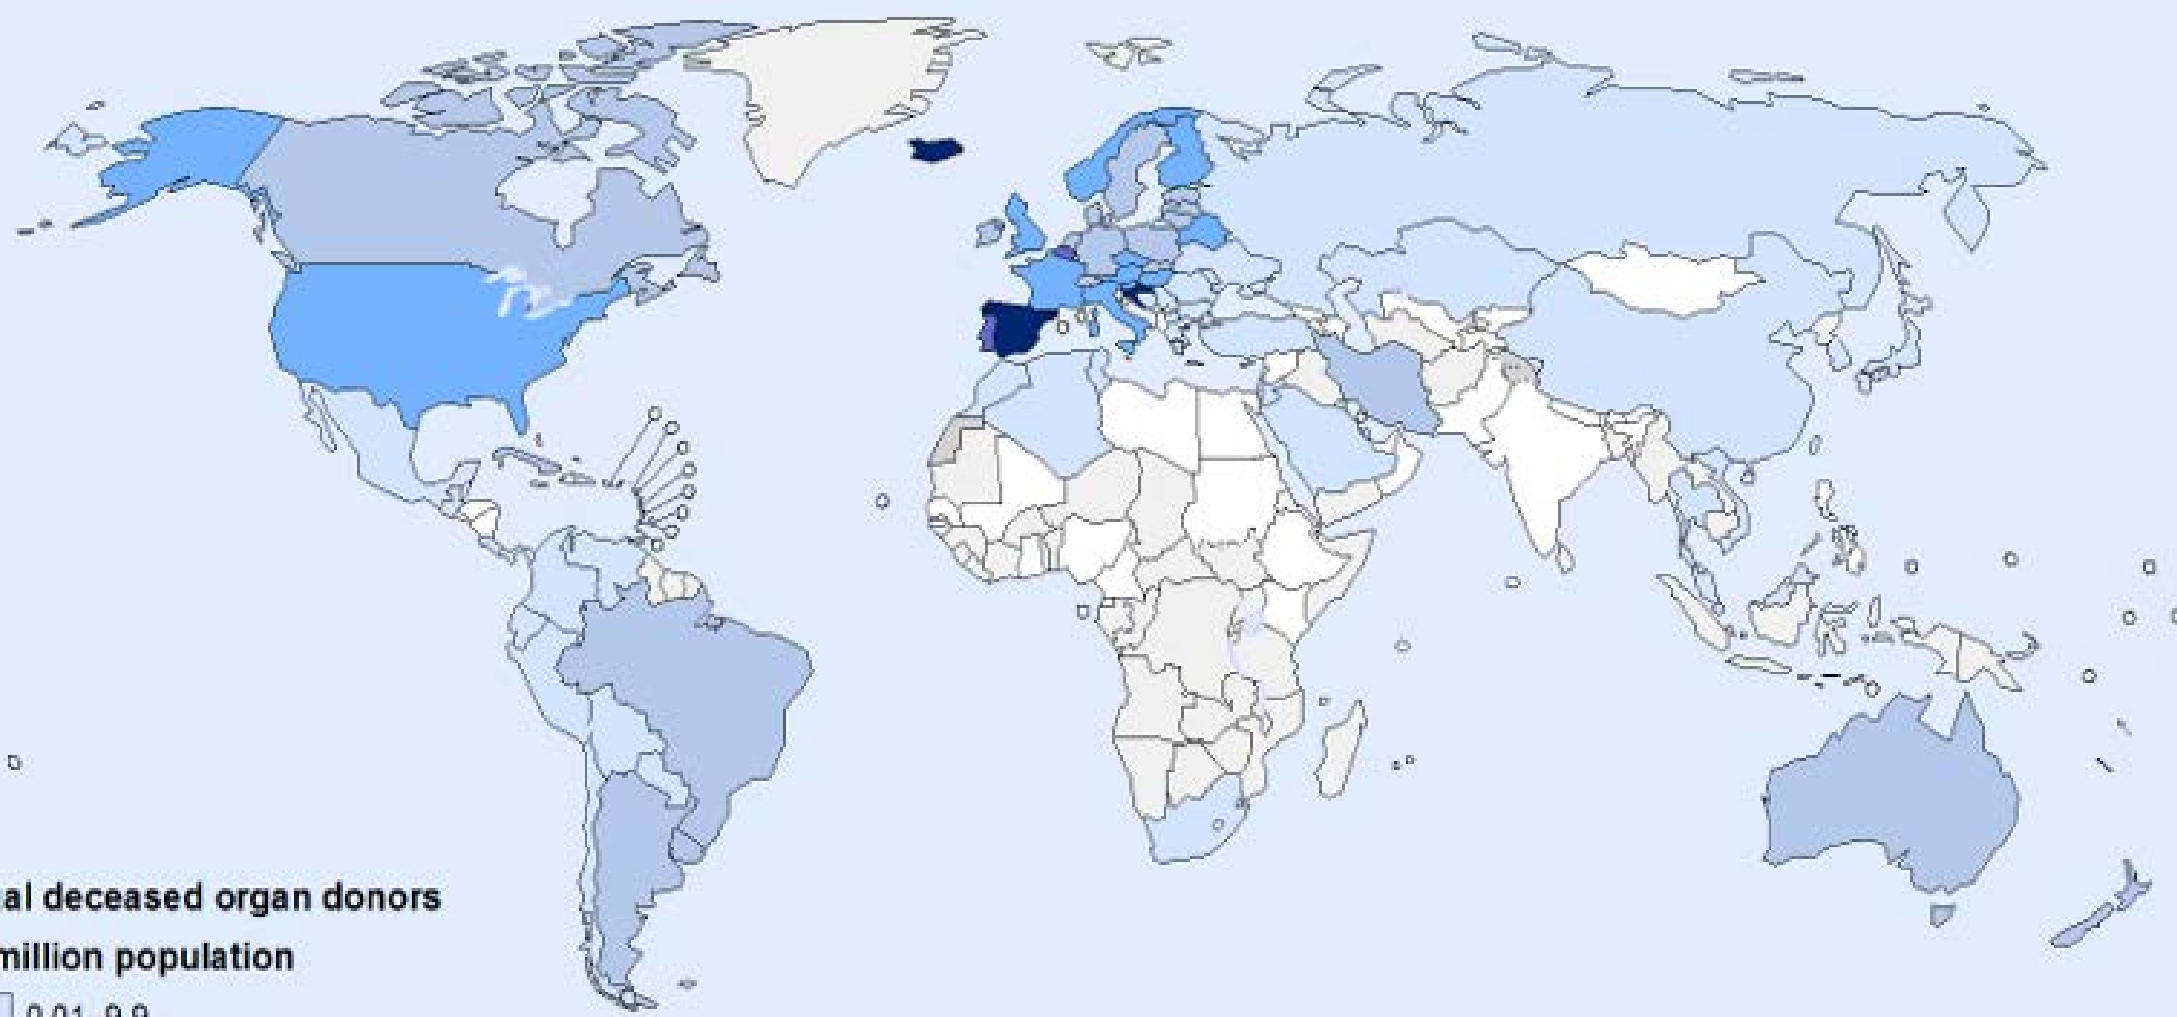 al deceased organ donors
million population
0.01-9.9